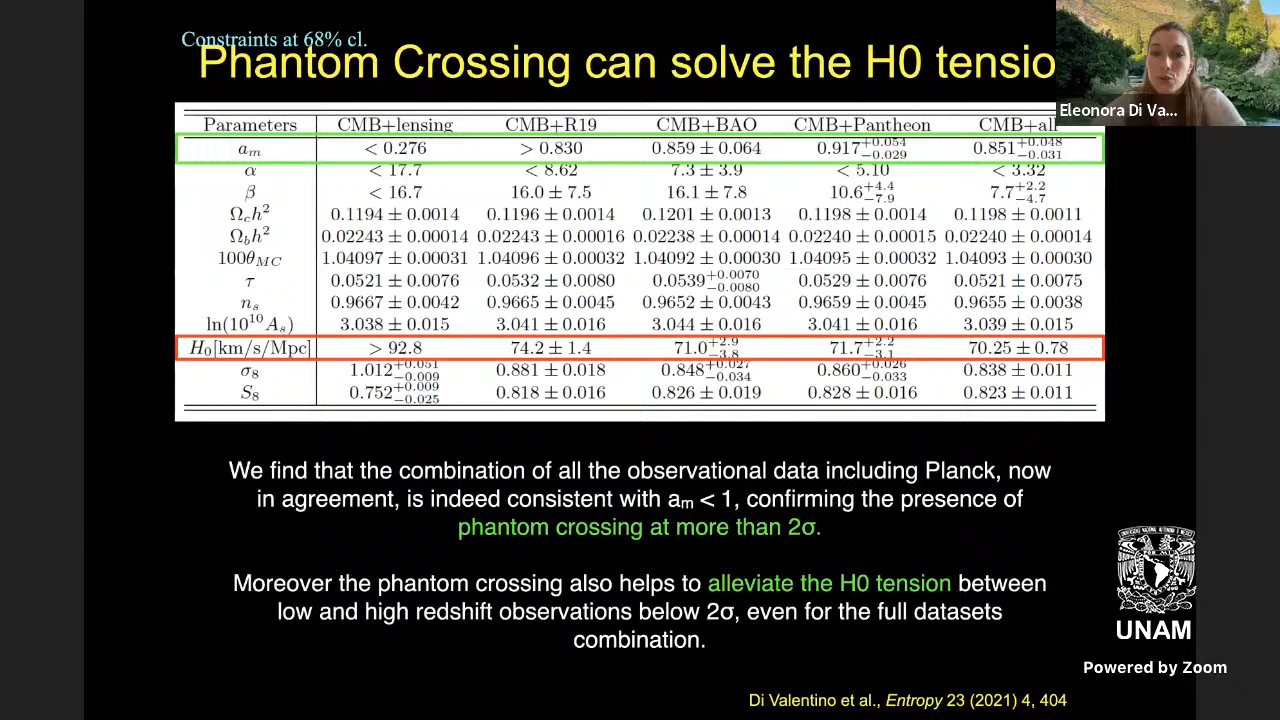 Constraints at 68% cl.
Phantom Crossing can solve the H0 tensio
Eleonora Di Va...
Parameters CMB+lensing CMB+R19 CMB+BAO CMB+Pantheon CMB+all
a_m < 0.276 > 0.830 0.859 ± 0.064 0.917^{+0.054}_{-0.029} 0.851^{+0.048}_{-0.031}
α < 17.7 < 8.62 7.3 ± 3.9 < 5.10 < 3.32
β < 16.7 16.0 ± 7.5 16.1 ± 7.8 10.6^{+4.4}_{-7.9} 7.7^{+2.2}_{-4.7}
Ω_c h² 0.1194 ± 0.0014 0.1196 ± 0.0014 0.1201 ± 0.0013 0.1198 ± 0.0014 0.1198 ± 0.0011
Ω_b h² 0.02243 ± 0.00014 0.02243 ± 0.00016 0.02238 ± 0.00014 0.02240 ± 0.00015 0.02240 ± 0.00014
100θ_MC 1.04097 ± 0.00031 1.04096 ± 0.00032 1.04092 ± 0.00030 1.04095 ± 0.00032 1.04093 ± 0.00030
τ 0.0521 ± 0.0076 0.0532 ± 0.0080 0.0539^{+0.0070}_{-0.0080} 0.0529 ± 0.0076 0.0521 ± 0.0075
n_s 0.9667 ± 0.0042 0.9665 ± 0.0045 0.9652 ± 0.0043 0.9659 ± 0.0045 0.9655 ± 0.0038
ln(10^{10} A_s) 3.038 ± 0.015 3.041 ± 0.016 3.044 ± 0.016 3.041 ± 0.016 3.039 ± 0.015
H_0[km/s/Mpc] > 92.8 74.2 ± 1.4 71.0^{+2.9}_{-3.8} 71.7^{+2.2}_{-3.1} 70.25 ± 0.78
σ_8 1.012^{+0.051}_{-0.009} 0.881 ± 0.018 0.848^{+0.027}_{-0.034} 0.860^{+0.026}_{-0.033} 0.838 ± 0.011
S_8 0.752^{+0.009}_{-0.025} 0.818 ± 0.016 0.826 ± 0.019 0.828 ± 0.016 0.823 ± 0.011
We find that the combination of all the observational data including Planck, now
in agreement, is indeed consistent with a_m < 1, confirming the presence of
phantom crossing at more than 2σ.
Moreover the phantom crossing also helps to alleviate the H0 tension between
low and high redshift observations below 2σ, even for the full datasets
combination.
UNAM
Powered by Zoom
Di Valentino et al., Entropy 23 (2021) 4, 404